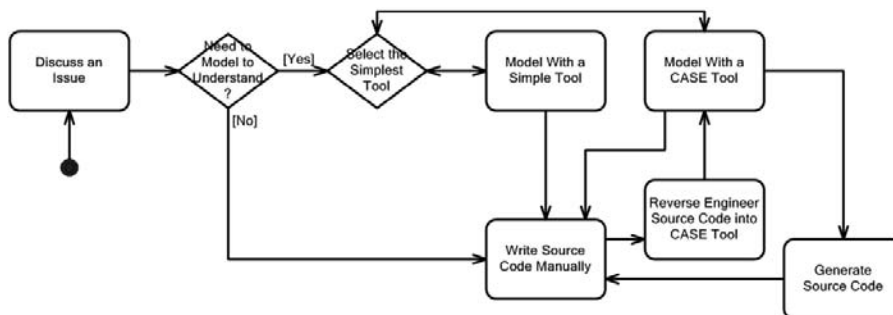 Discuss an
Issue
Need to
Model to
Understand
?
[Yes]
[No]
Select the
Simplest
Tool
Model With a
Simple Tool
Model With a
CASE Tool
Reverse Engineer
Source Code into
CASE Tool
Write Source
Code Manually
Generate
Source Code